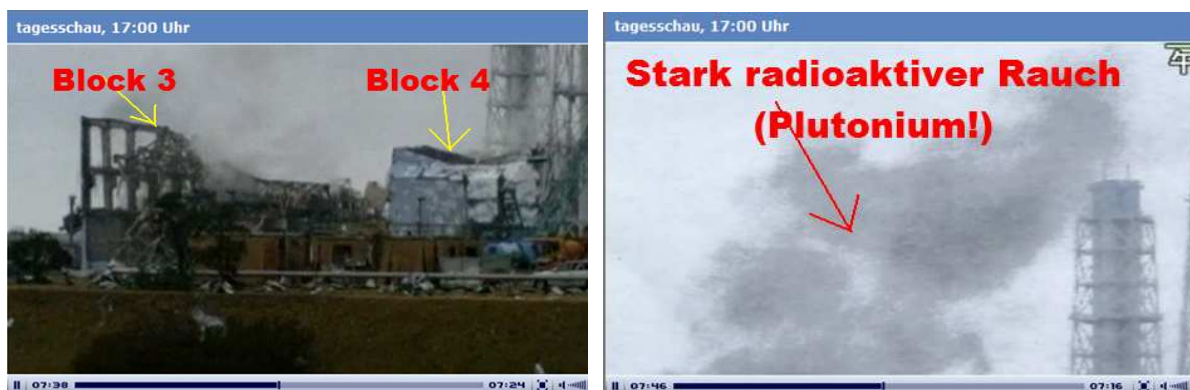 tagesschau, 17:00 Uhr
Block 3
Block 4
07:38
07:24
tagesschau, 17:00 Uhr
Stark radioaktiver Rauch
(Plutonium!)
07:46
07:16